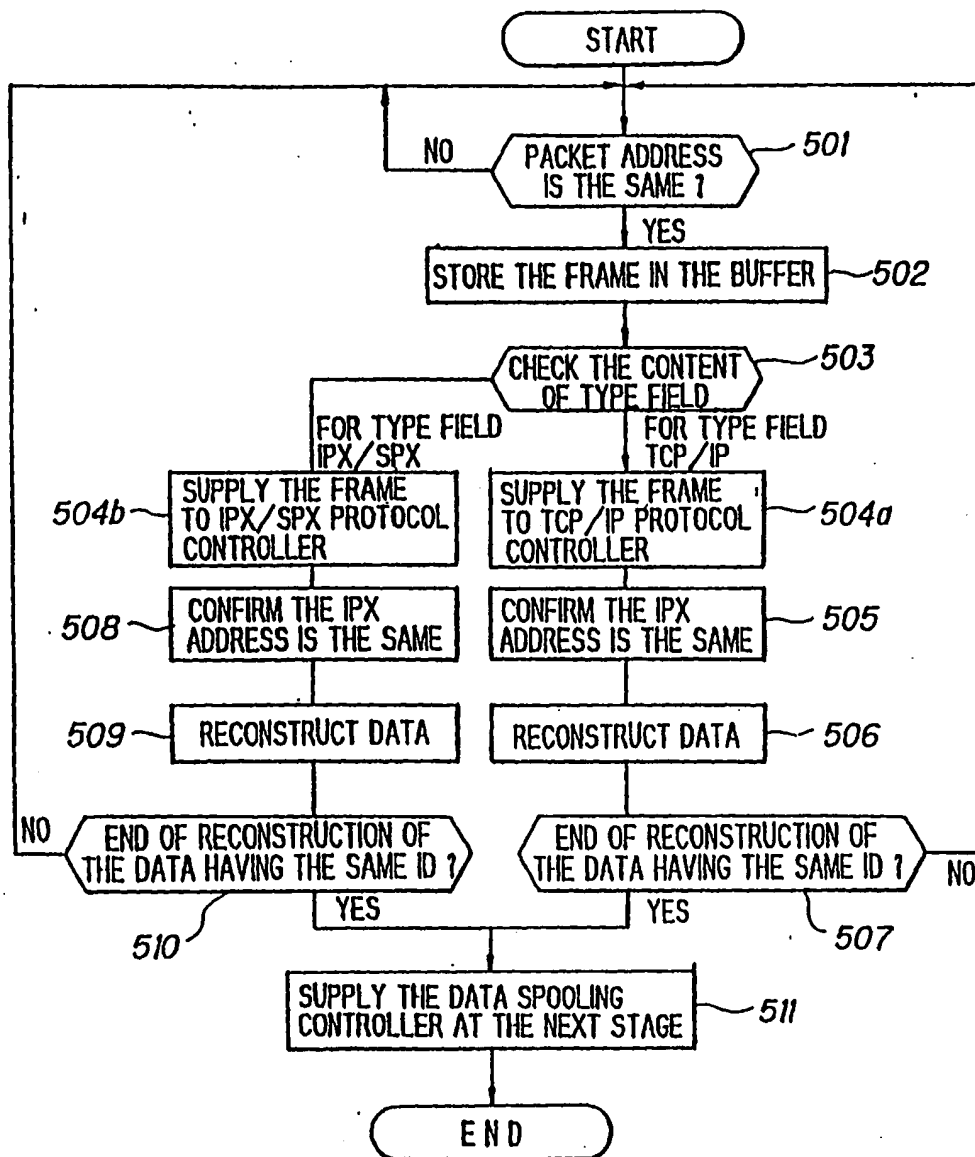 START
NO
PACKET ADDRESS
IS THE SAME ?
501
YES
STORE THE FRAME IN THE BUFFER
502
CHECK THE CONTENT
OF TYPE FIELD
503
FOR TYPE FIELD
IPX/SPX
FOR TYPE FIELD
TCP/IP
504b
SUPPLY THE FRAME
TO IPX/SPX PROTOCOL
CONTROLLER
SUPPLY THE FRAME
TO TCP/IP PROTOCOL
CONTROLLER
504a
508
CONFIRM THE IPX
ADDRESS IS THE SAME
CONFIRM THE IPX
ADDRESS IS THE SAME
505
509
RECONSTRUCT DATA
RECONSTRUCT DATA
506
NO
END OF RECONSTRUCTION OF
THE DATA HAVING THE SAME ID ?
END OF RECONSTRUCTION OF
THE DATA HAVING THE SAME ID ?
NO
510
YES
YES
507
SUPPLY THE DATA SPOOLING
CONTROLLER AT THE NEXT STAGE
511
END